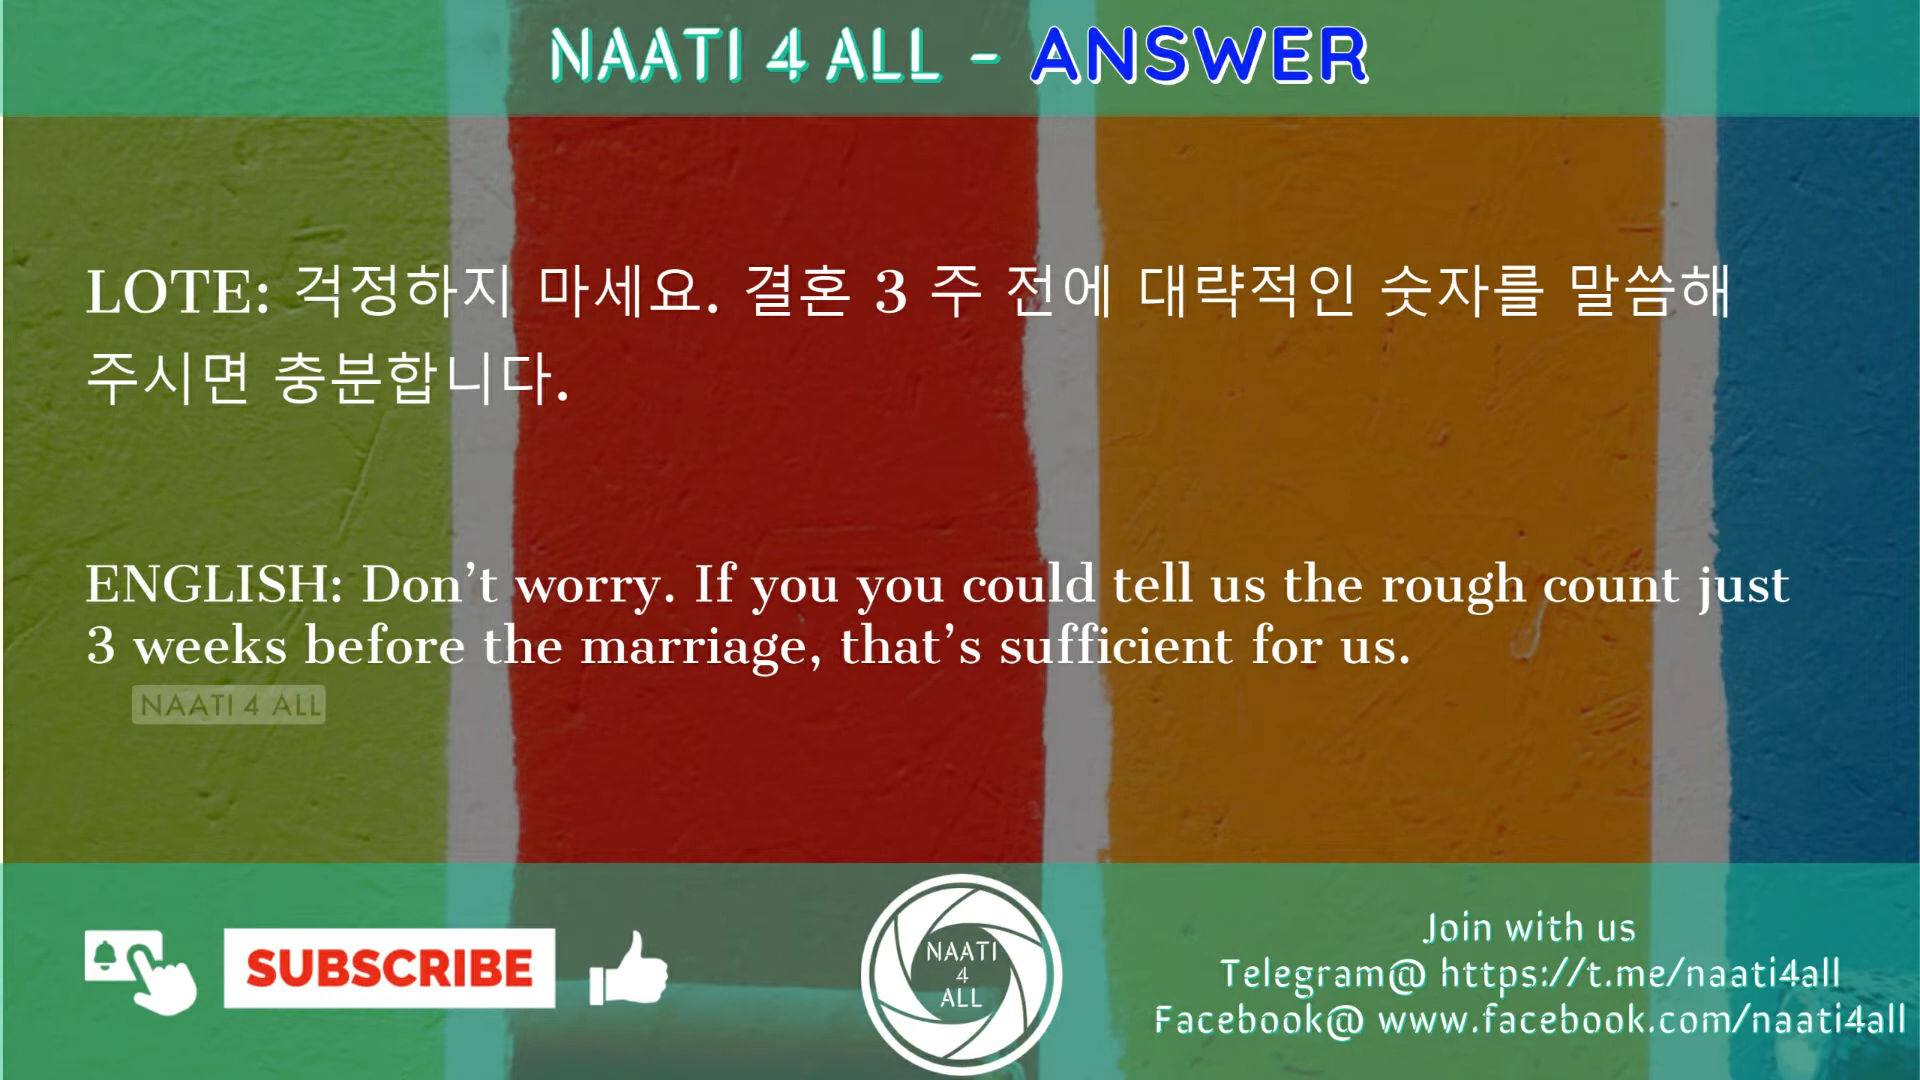 NAATI 4 ALL - ANSWER
LOTE: 걱정하지 마세요. 결혼 3 주 전에 대략적인 숫자를 말씀해
주시면 충분합니다.
ENGLISH: Don't worry. If you you could tell us the rough count just
3 weeks before the marriage, that's sufficient for us.
NAATI 4 ALL
SUBSCRIBE
NAATI
4
ALL
Join with us
Telegram@ https://t.me/naati4all
Facebook@ www.facebook.com/naati4all